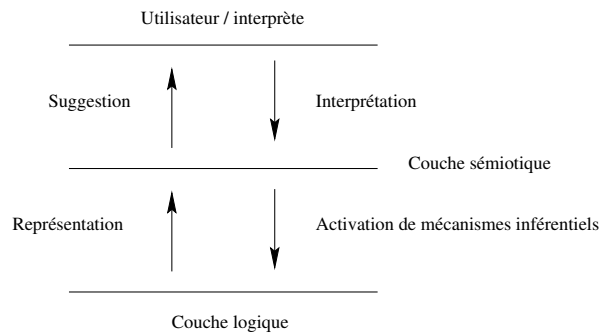 Utilisateur / interprète
Suggestion
Interprétation
Couche sémiotique
Représentation
Activation de mécanismes inférentiels
Couche logique